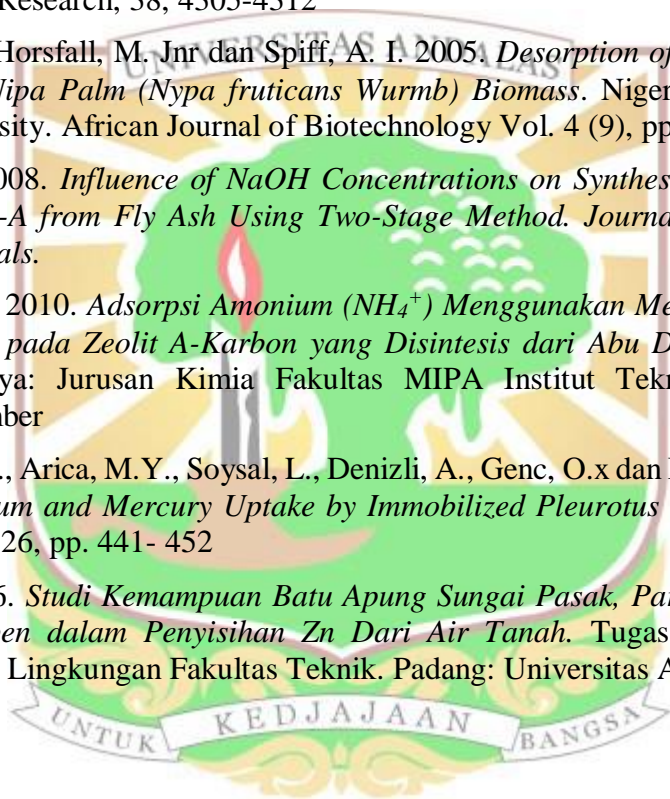 Research, 38, 4305-4312
UNIVERSITAS ANDALAS
Horsfall, M. Jnr dan Spiff, A. I. 2005. Desorption of
Nipa Palm (Nypa fruticans Wurmb) Biomass. Niger
sity. African Journal of Biotechnology Vol. 4 (9), pp
008. Influence of NaOH Concentrations on Synthes
-A from Fly Ash Using Two-Stage Method. Journa
als.
2010. Adsorpsi Amonium (NH₄⁺) Menggunakan Me
pada Zeolit A-Karbon yang Disintesis dari Abu D
ya: Jurusan Kimia Fakultas MIPA Institut Tekn
mber
., Arica, M.Y., Soysal, L., Denizli, A., Genc, O.x dan
um and Mercury Uptake by Immobilized Pleurotus
26, pp. 441- 452
6. Studi Kemampuan Batu Apung Sungai Pasak, Par
en dalam Penyisihan Zn Dari Air Tanah. Tugas
Lingkungan Fakultas Teknik. Padang: Universitas A
UNTUK KEDJAJAAN BANGSA